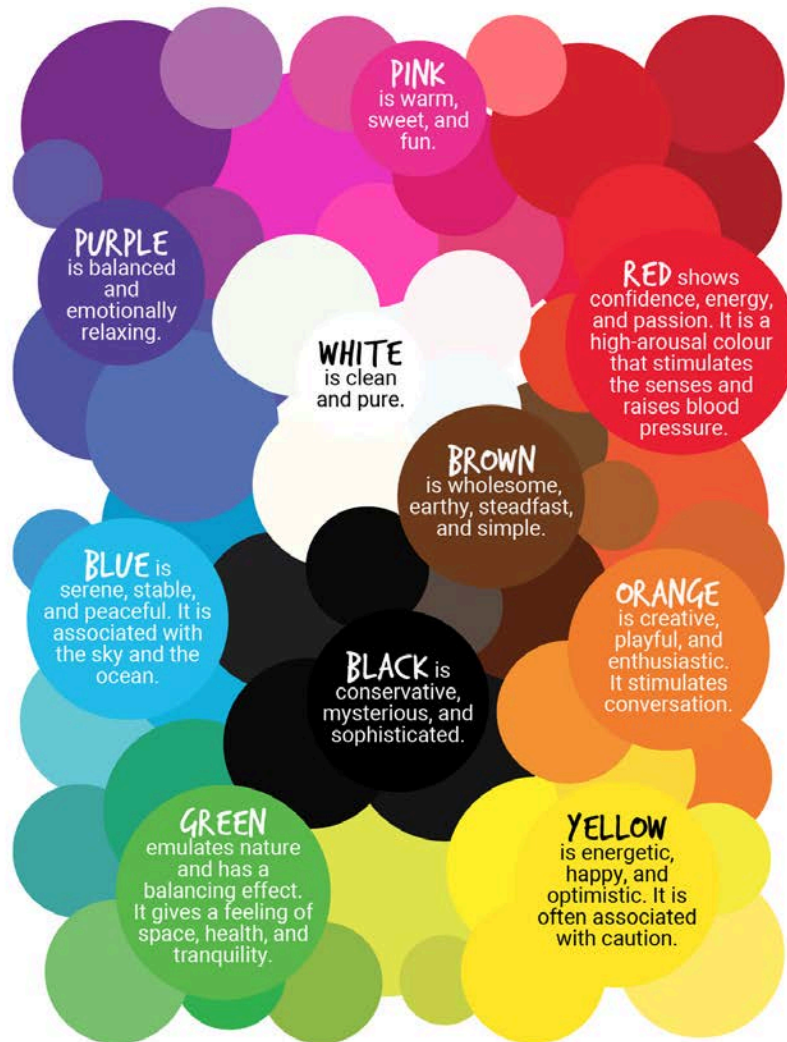 PINK
is warm,
sweet, and
fun.
PURPLE
is balanced
and
emotionally
relaxing.
RED shows
confidence, energy,
and passion. It is a
high-arousal colour
that stimulates
the senses and
raises blood
pressure.
WHITE
is clean
and pure.
BROWN
is wholesome,
earthy, steadfast,
and simple.
BLUE is
serene, stable,
and peaceful. It is
associated with
the sky and the
ocean.
ORANGE
is creative,
playful, and
enthusiastic.
It stimulates
conversation.
BLACK is
conservative,
mysterious, and
sophisticated.
GREEN
emulates nature
and has a
balancing effect.
It gives a feeling of
space, health, and
tranquility.
YELLOW
is energetic,
happy, and
optimistic. It is
often associated
with caution.